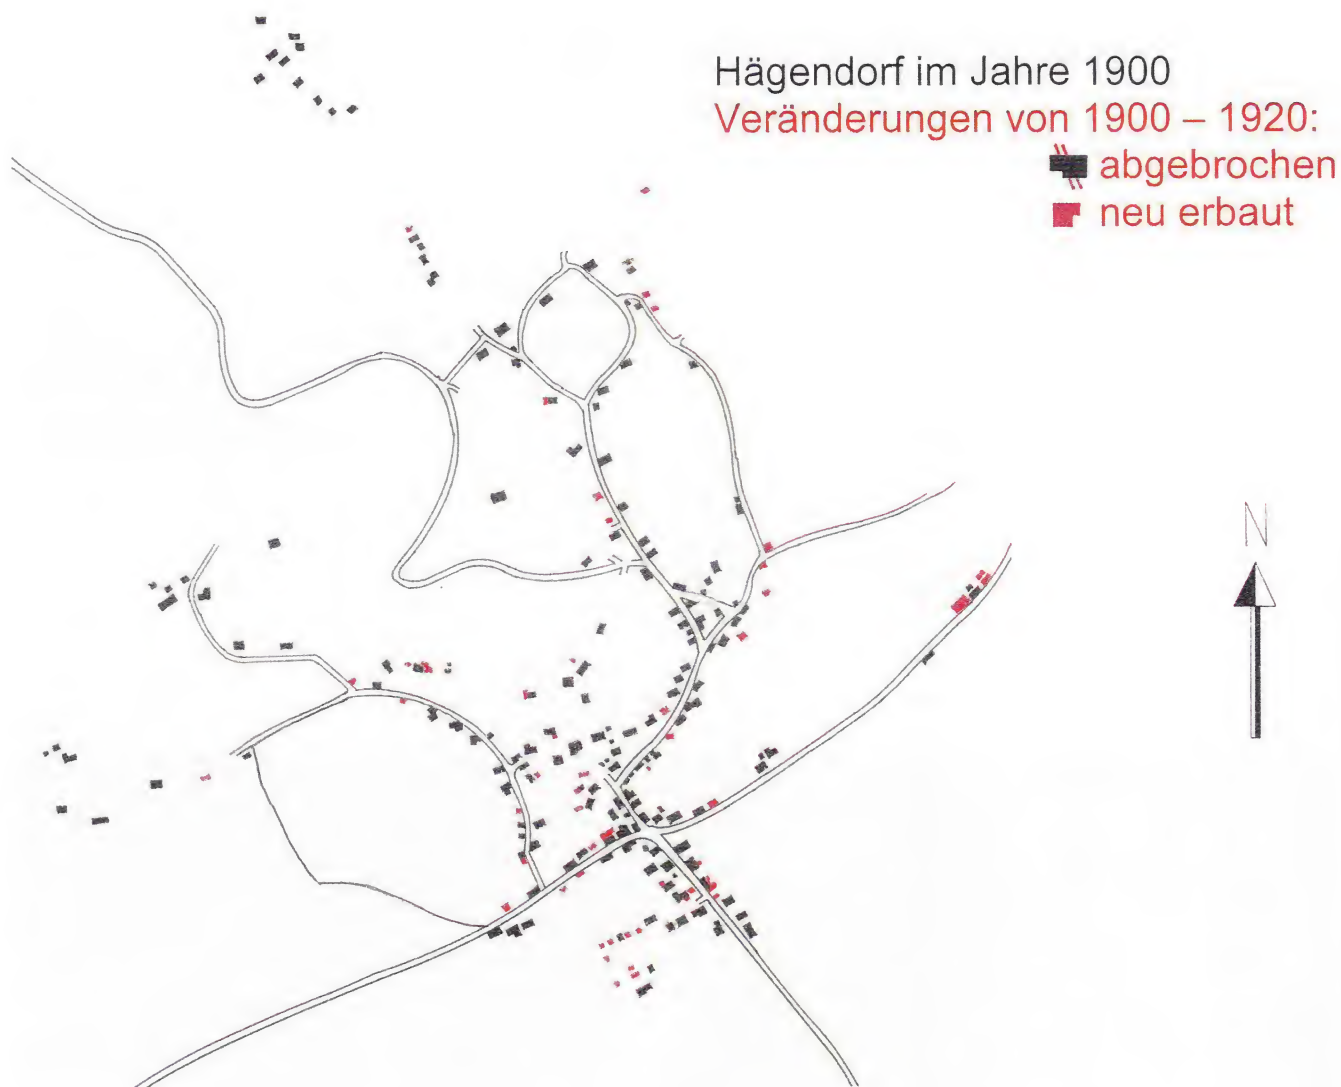 Hägendorf im Jahre 1900
Veränderungen von 1900 – 1920:
abgebrochen
neu erbaut
N